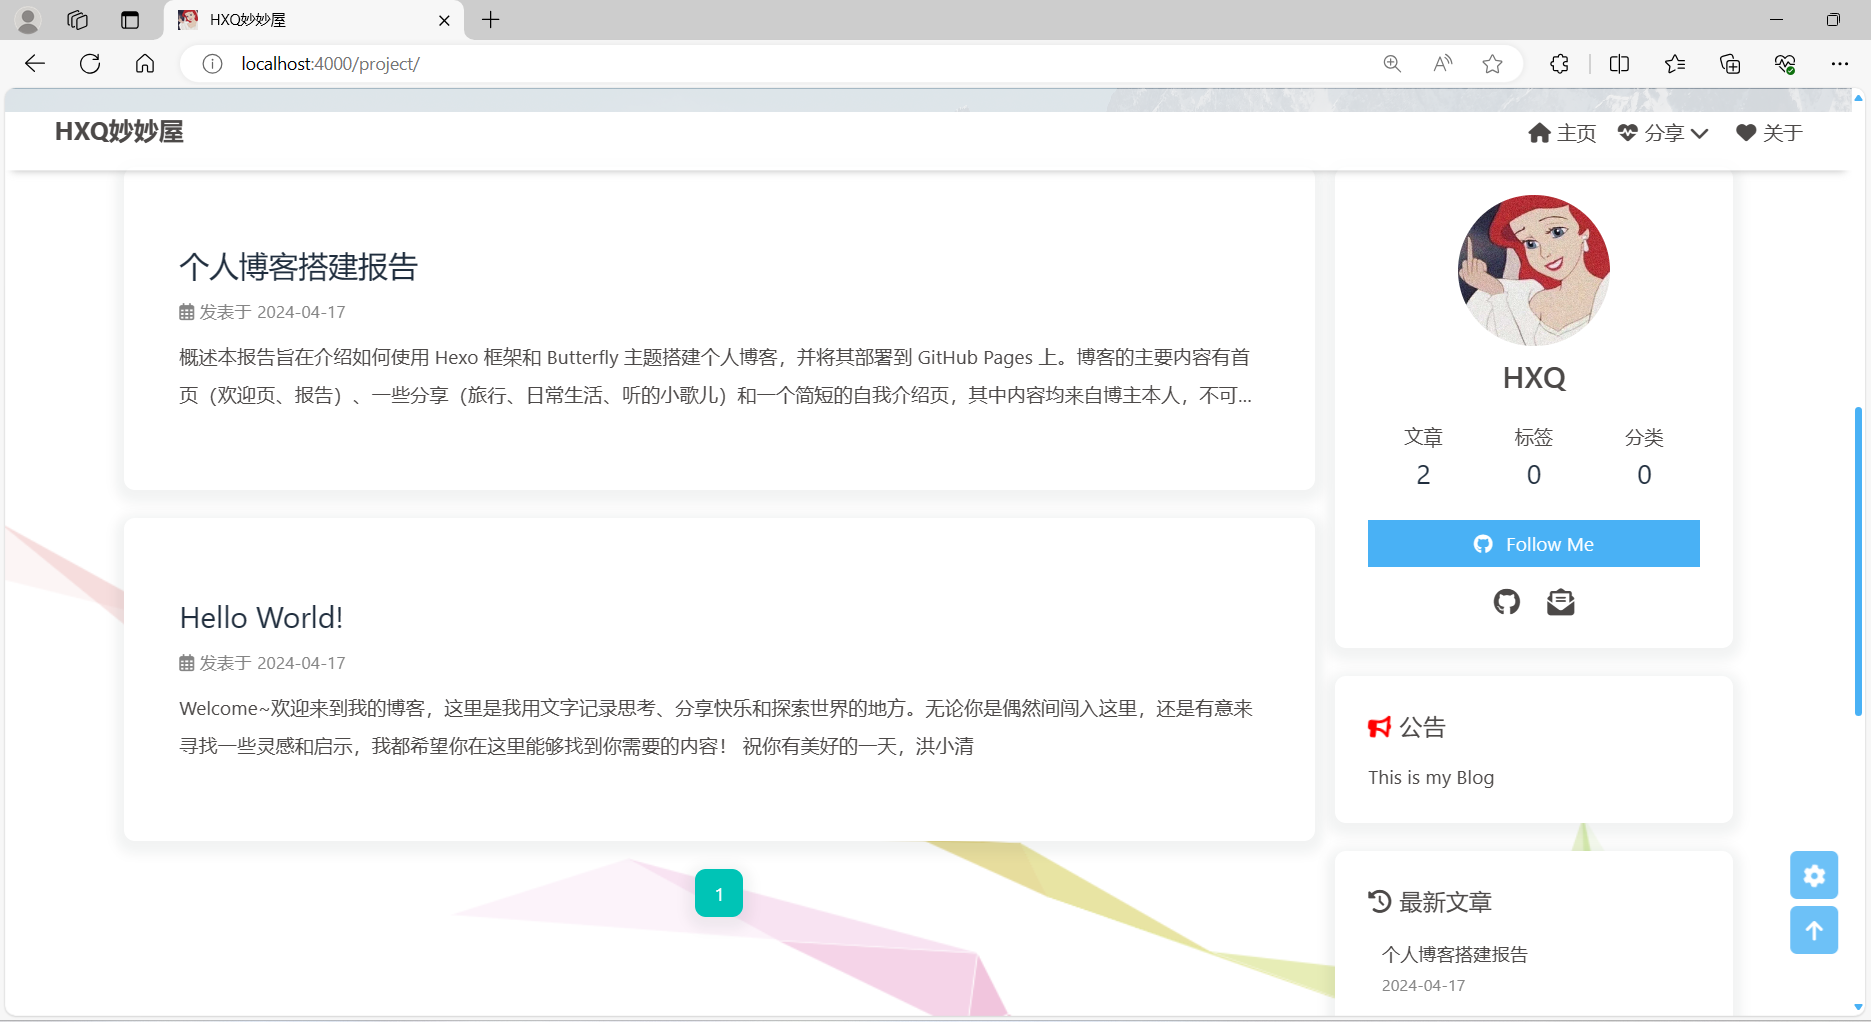 HXQ妙妙屋
localhost:4000/project/
HXQ妙妙屋
主页 分享 关于
个人博客搭建报告
发表于 2024-04-17
概述本报告旨在介绍如何使用 Hexo 框架和 Butterfly 主题搭建个人博客，并将其部署到 GitHub Pages 上。博客的主要内容有首
页（欢迎页、报告）、一些分享（旅行、日常生活、听的小歌儿）和一个简短的自我介绍页，其中内容均来自博主本人，不可...
Hello World!
发表于 2024-04-17
Welcome~欢迎来到我的博客，这里是我用文字记录思考、分享快乐和探索世界的地方。无论你是偶然间闯入这里，还是有意来
寻找一些灵感和启示，我都希望你在这里能够找到你需要的内容！ 祝你有美好的一天，洪小清
1
HXQ
文章 标签 分类
2 0 0
Follow Me
公告
This is my Blog
最新文章
个人博客搭建报告
2024-04-17